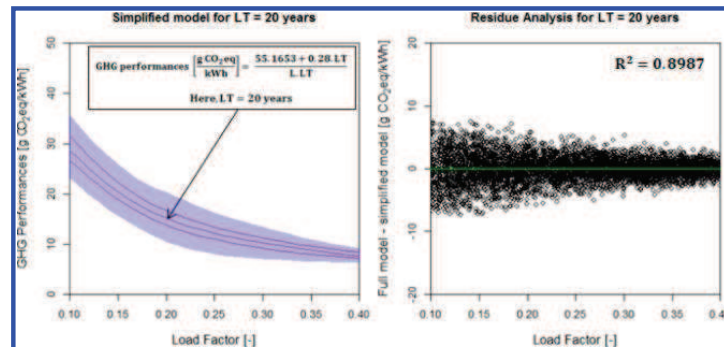 Simplified model for LT = 20 years
GHG Performances [g CO₂eq/kWh]
50
40
30
20
10
0
GHG performances [g CO₂eq/kWh] = 55.1653 + 0.28.LT / L.LT
Here, LT = 20 years
0.10 0.15 0.20 0.25 0.30 0.35 0.40
Load Factor [-]
Residue Analysis for LT = 20 years
Full model - simplified model [g CO₂eq/kWh]
20
10
0
-10
-20
R² = 0.8987
0.10 0.15 0.20 0.25 0.30 0.35 0.4
Load Factor [-]